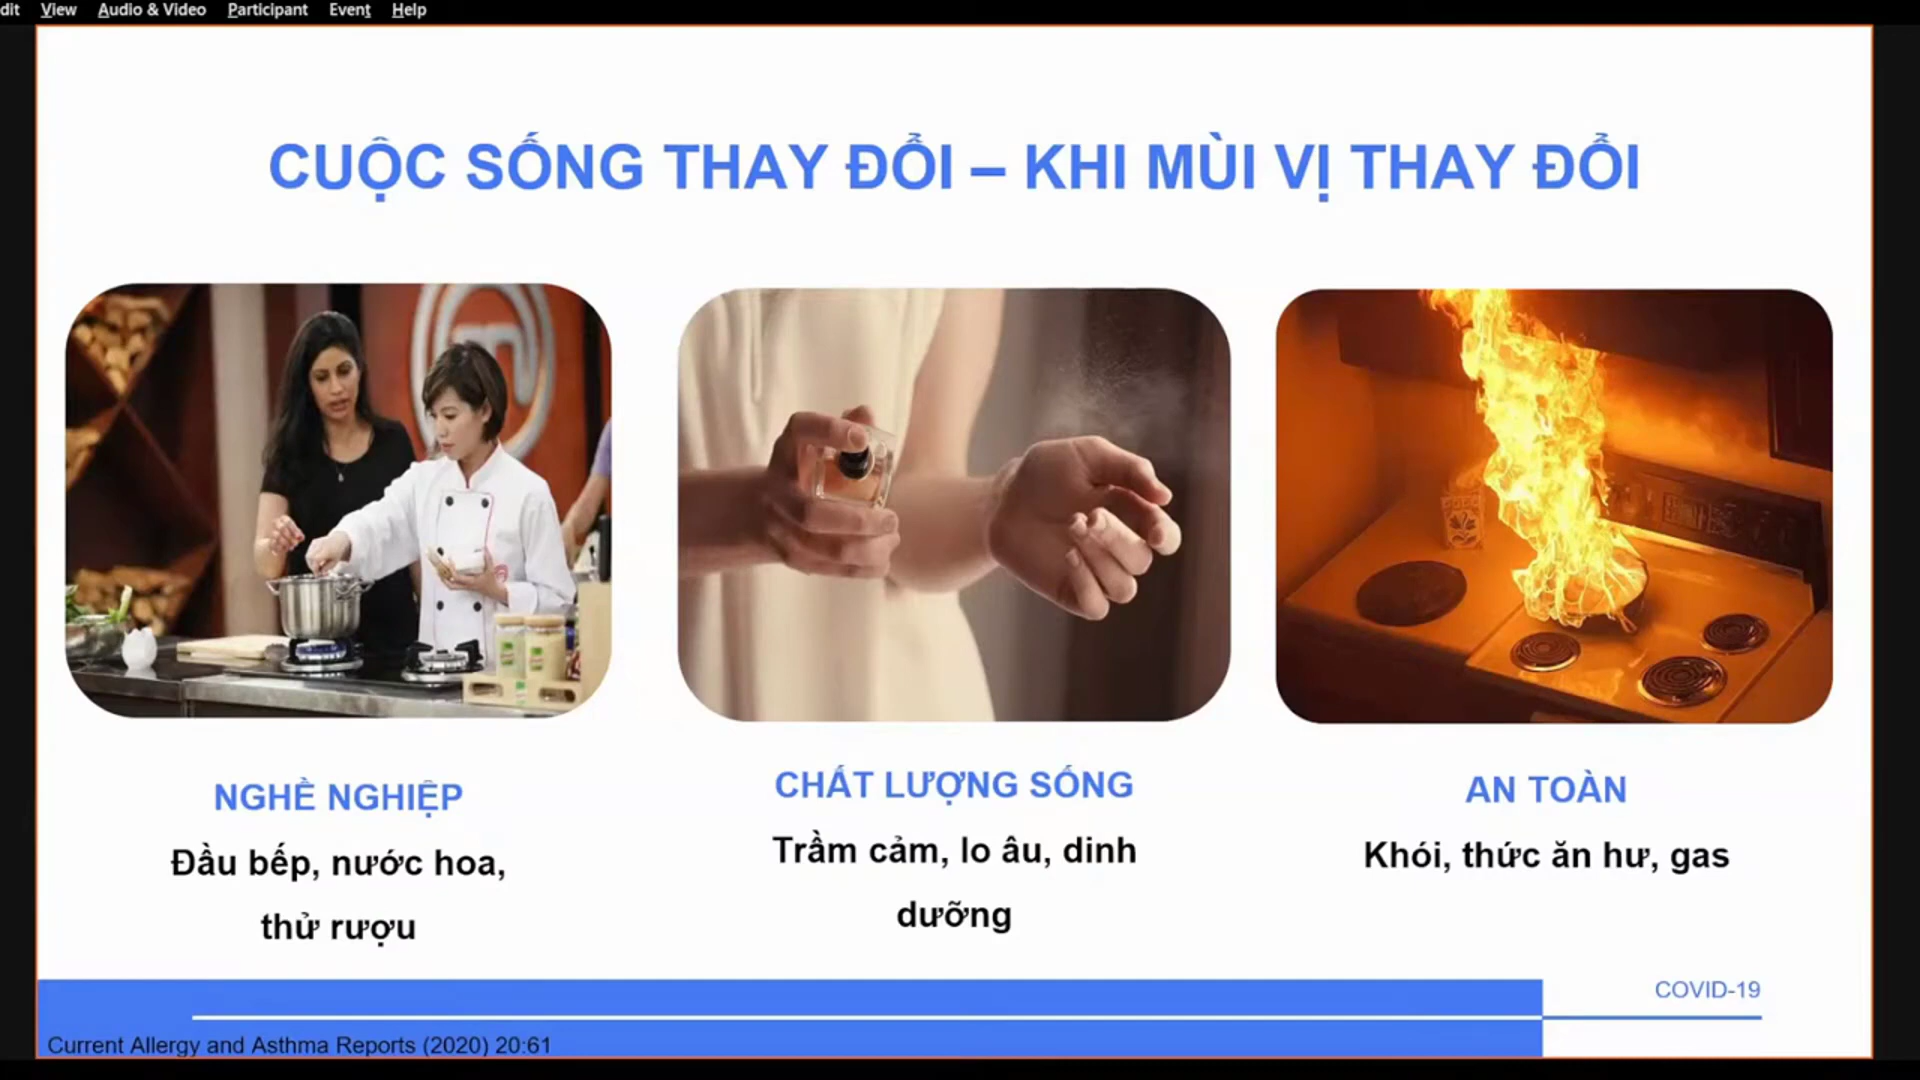 dit View Audio & Video Participant Event Help
CUỘC SỐNG THAY ĐỔI – KHI MÙI VỊ THAY ĐỔI
NGHỀ NGHIỆP
Đầu bếp, nước hoa,
thử rượu
CHẤT LƯỢNG SỐNG
Trầm cảm, lo âu, dinh
dưỡng
AN TOÀN
Khói, thức ăn hư, gas
COVID-19
Current Allergy and Asthma Reports (2020) 20:61